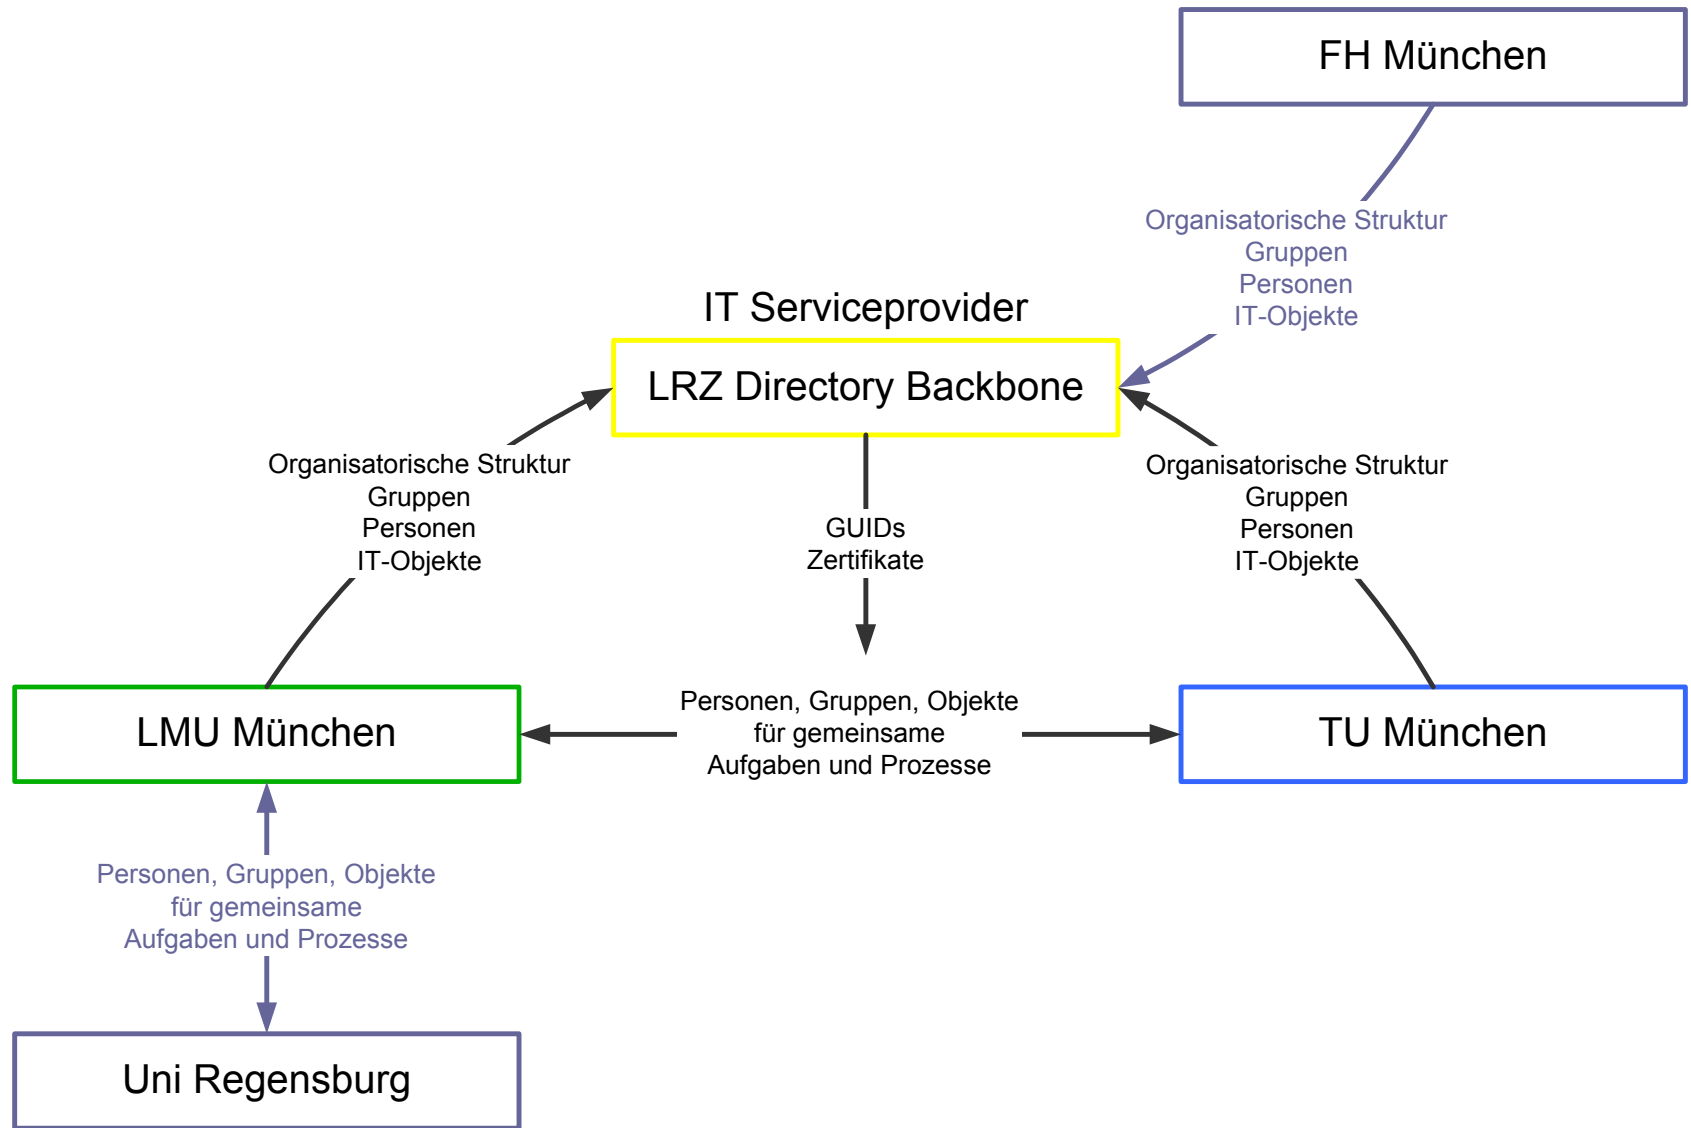 FH München
Organisatorische Struktur
Gruppen
Personen
IT-Objekte
IT Serviceprovider
LRZ Directory Backbone
Organisatorische Struktur
Gruppen
Personen
IT-Objekte
GUIDs
Zertifikate
Organisatorische Struktur
Gruppen
Personen
IT-Objekte
LMU München
Personen, Gruppen, Objekte
für gemeinsame
Aufgaben und Prozesse
TU München
Personen, Gruppen, Objekte
für gemeinsame
Aufgaben und Prozesse
Uni Regensburg